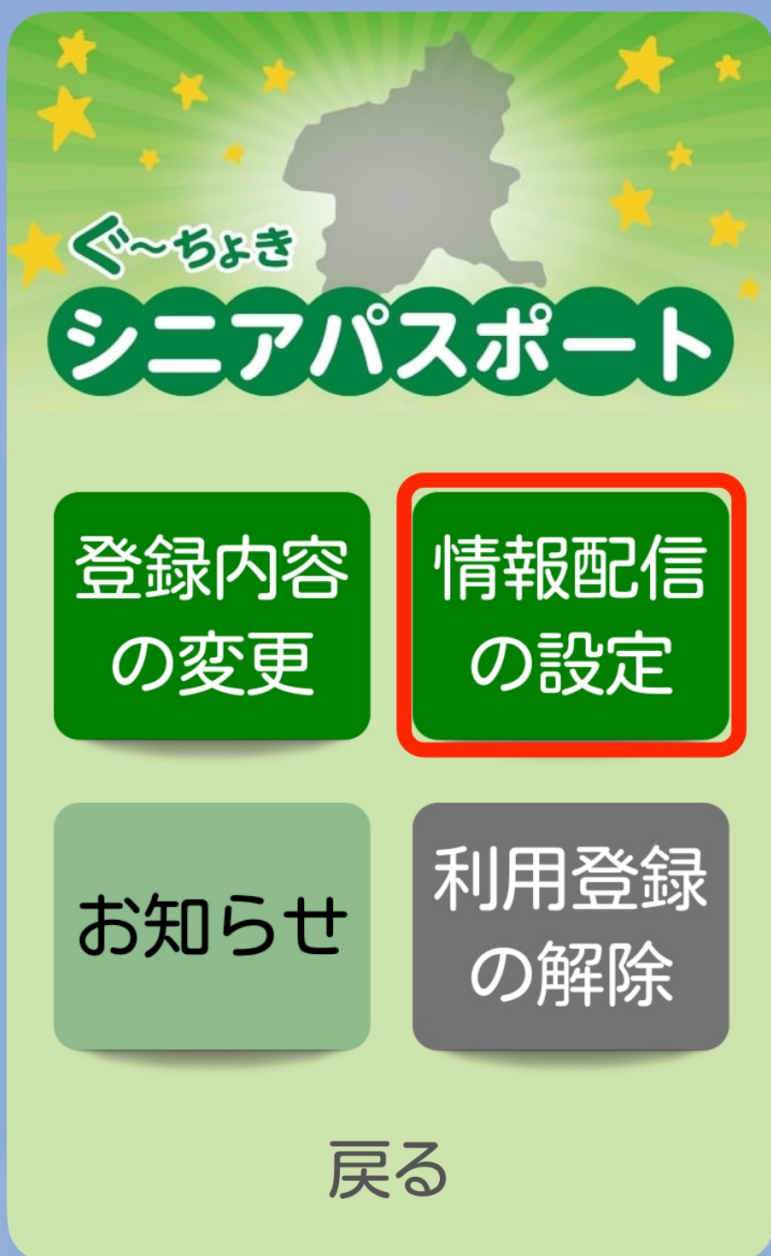 ぐ～ちょき
シニアパスポート
登録内容
の変更
情報配信
の設定
お知らせ
利用登録
の解除
戻る